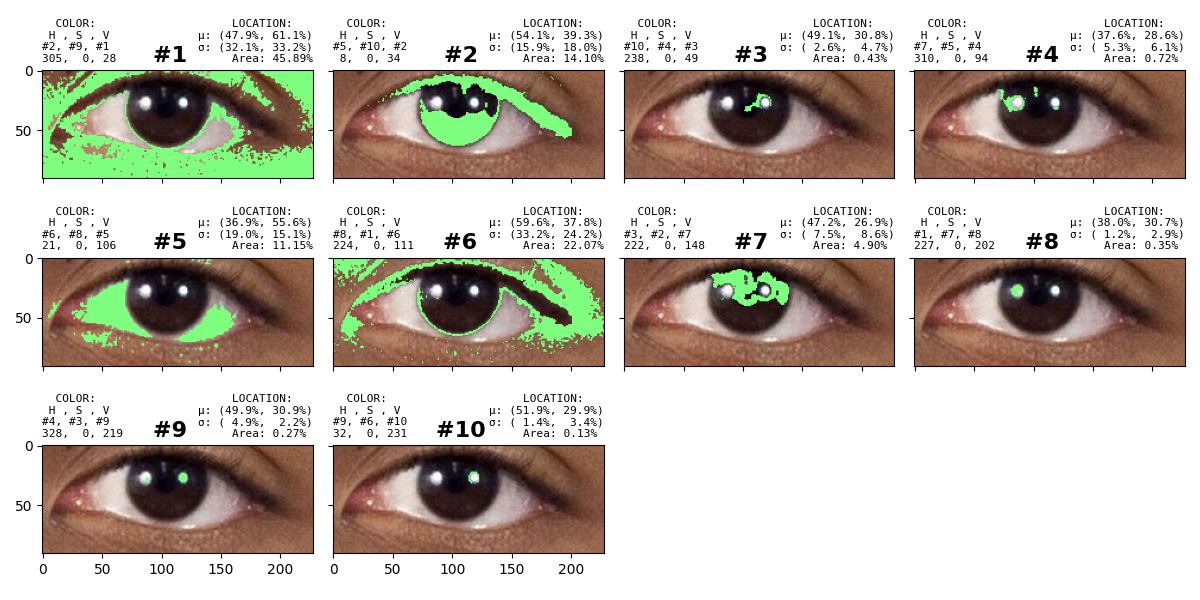 COLOR: LOCATION:
H , S , V μ: (47.9%, 61.1%)
#2, #9, #1 #1 σ: (32.1%, 33.2%)
305, 0, 28 Area: 45.89%
COLOR: LOCATION:
H , S , V μ: (54.1%, 39.3%)
#5, #10, #2 #2 σ: (15.9%, 18.0%)
8, 0, 34 Area: 14.10%
COLOR: LOCATION:
H , S , V μ: (49.1%, 30.8%)
#10, #4, #3 #3 σ: ( 2.6%, 4.7%)
238, 0, 49 Area: 0.43%
COLOR: LOCATION:
H , S , V μ: (37.6%, 28.6%)
#7, #5, #4 #4 σ: ( 5.3%, 6.1%)
310, 0, 94 Area: 0.72%
0
50
COLOR: LOCATION:
H , S , V μ: (36.9%, 55.6%)
#6, #8, #5 #5 σ: (19.0%, 15.1%)
21, 0, 106 Area: 11.15%
COLOR: LOCATION:
H , S , V μ: (59.6%, 37.8%)
#8, #1, #6 #6 σ: (33.2%, 24.2%)
224, 0, 111 Area: 22.07%
COLOR: LOCATION:
H , S , V μ: (47.2%, 26.9%)
#3, #2, #7 #7 σ: ( 7.5%, 8.6%)
222, 0, 148 Area: 4.90%
COLOR: LOCATION:
H , S , V μ: (38.0%, 30.7%)
#1, #7, #8 #8 σ: ( 1.2%, 2.9%)
227, 0, 202 Area: 0.35%
0
50
COLOR: LOCATION:
H , S , V μ: (49.9%, 30.9%)
#4, #3, #9 #9 σ: ( 4.9%, 2.2%)
328, 0, 219 Area: 0.27%
COLOR: LOCATION:
H , S , V μ: (51.9%, 29.9%)
#9, #6, #10 #10 σ: ( 1.4%, 3.4%)
32, 0, 231 Area: 0.13%
0
50
0 50 100 150 200
0 50 100 150 200